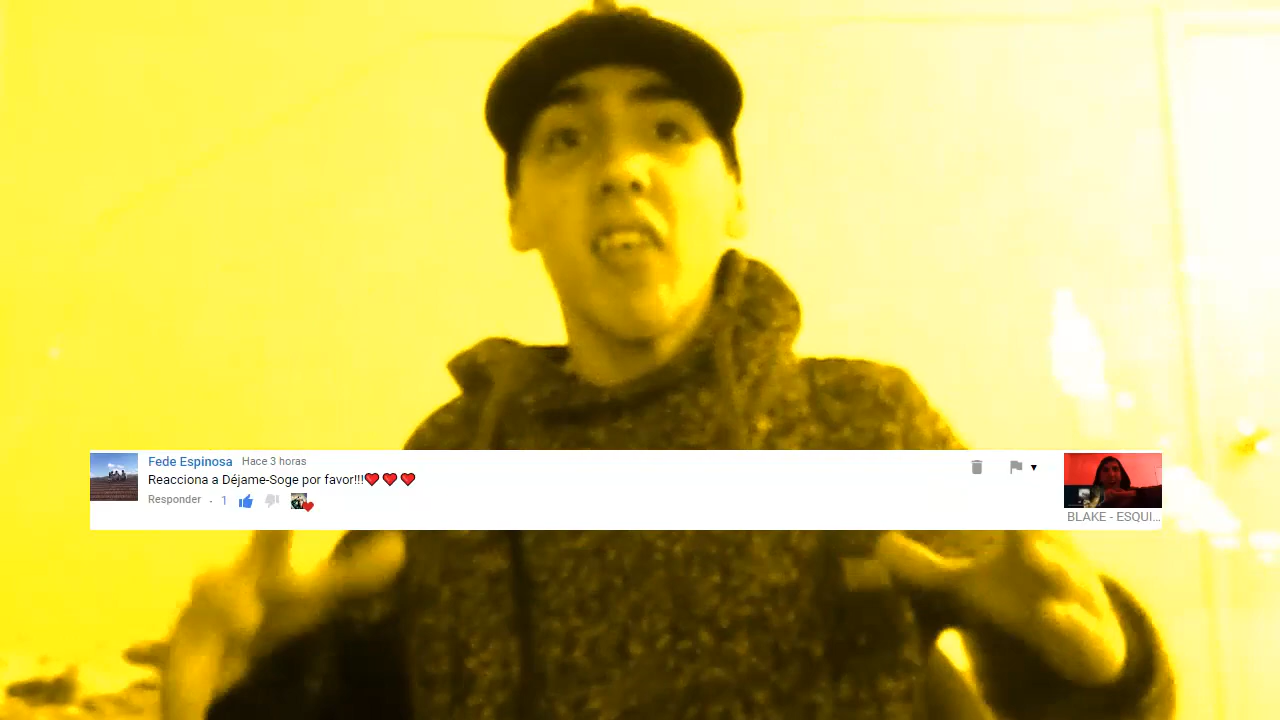 Fede Espinosa Hace 3 horas
Reacciona a Déjame-Soge por favor!!!❤❤❤
Responder · 1
BLAKE - ESQUI...